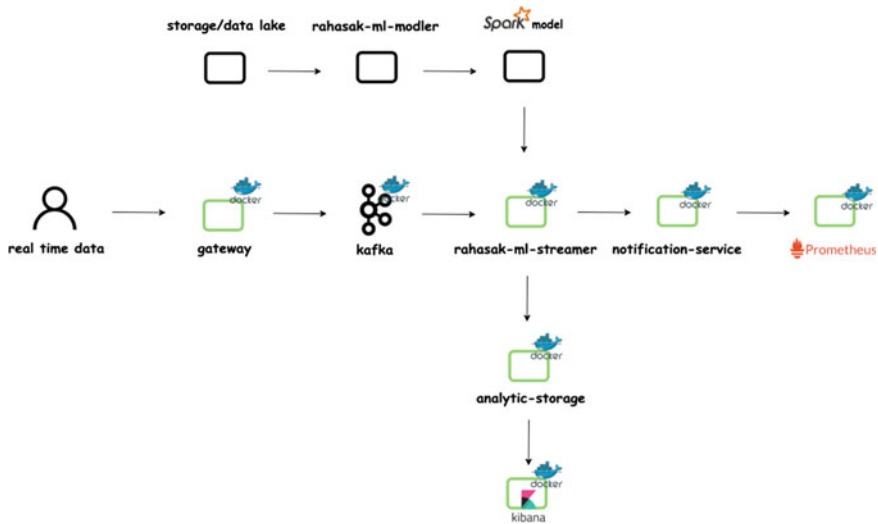 storage/data lake
rahasak-ml-modler
Spark model
docker
docker
docker
docker
docker
real time data
gateway
kafka
rahasak-ml-streamer
notification-service
Prometheus
docker
analytic-storage
docker
kibana